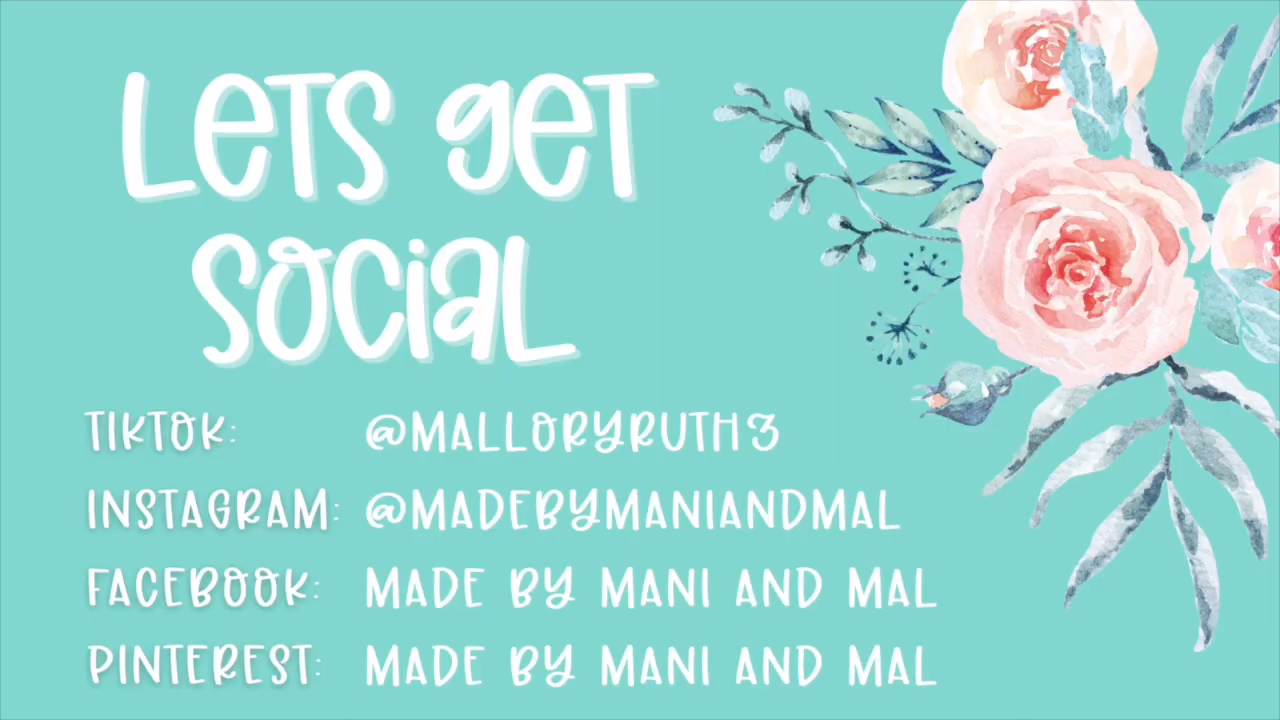 LETS GET
SOCIAL
TIKTOK: @MALLORYRUTH3
INSTAGRAM: @MADEBYMANIANDMAL
FACEBOOK: MADE BY MANI AND MAL
PINTEREST: MADE BY MANI AND MAL